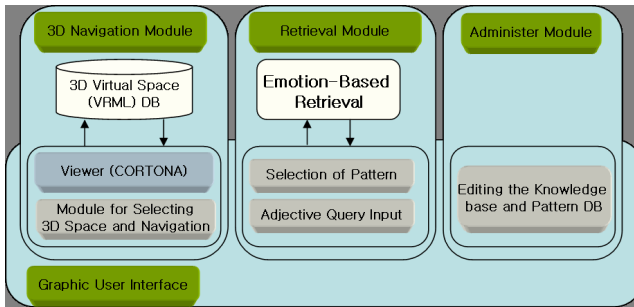 3D Navigation Module
3D Virtual Space
(VRML) DB
Viewer (CORTONA)
Module for Selecting
3D Space and Navigation
Retrieval Module
Emotion-Based
Retrieval
Selection of Pattern
Adjective Query Input
Administer Module
Editing the Knowledge
base and Pattern DB
Graphic User Interface